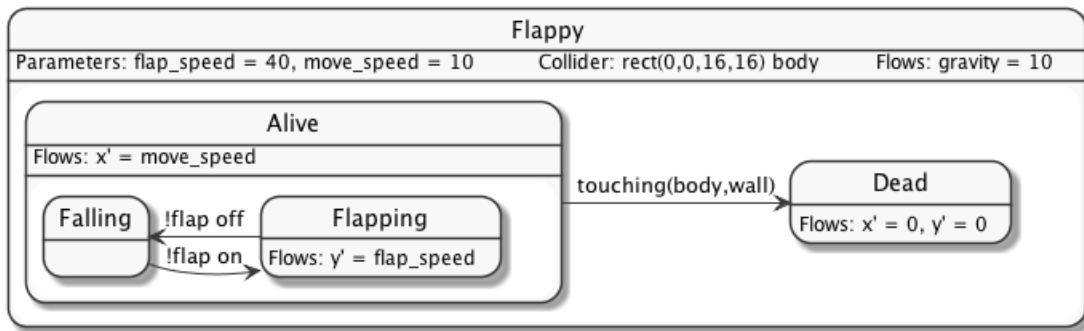 Flappy
Parameters: flap_speed = 40, move_speed = 10 Collider: rect(0,0,16,16) body Flows: gravity = 10
Alive
Flows: x' = move_speed
Falling
!flap off
!flap on
Flapping
Flows: y' = flap_speed
touching(body,wall)
Dead
Flows: x' = 0, y' = 0